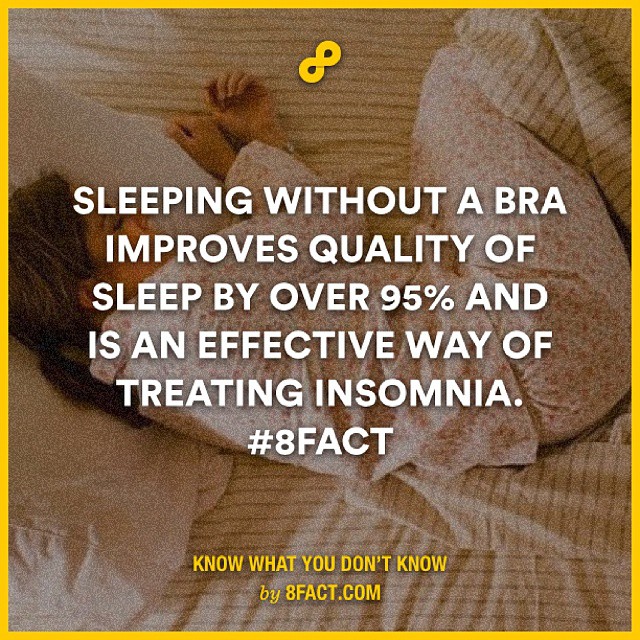 SLEEPING WITHOUT A BRA
IMPROVES QUALITY OF
SLEEP BY OVER 95% AND
IS AN EFFECTIVE WAY OF
TREATING INSOMNIA.
#8FACT
KNOW WHAT YOU DON'T KNOW
by 8FACT.COM